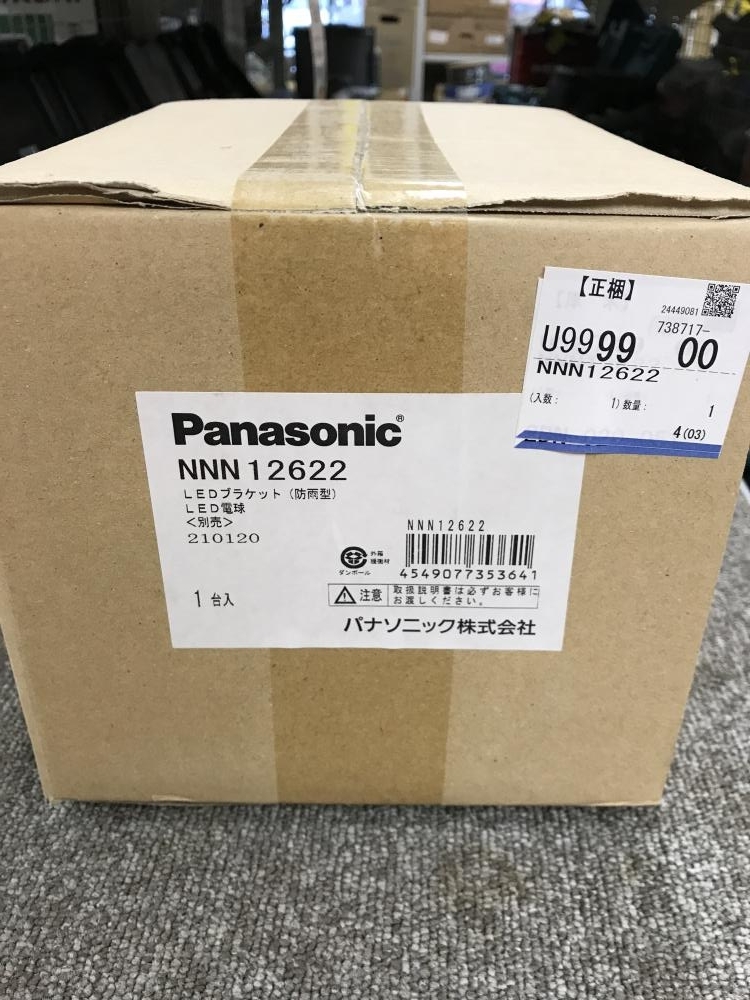 【正梱】
24449081
738717-
U9999 00
NNN12622
(入数: 1) 数量: 1
4(03)
Panasonic®
NNN12622
LEDブラケット(防雨型)
LED電球
<別売>
210120
NNN12622
4549077353641
外箱
緩衝材
ダンボール
1台入
注意 取扱説明書は必ずお客様に
お渡しください。
パナソニック株式会社